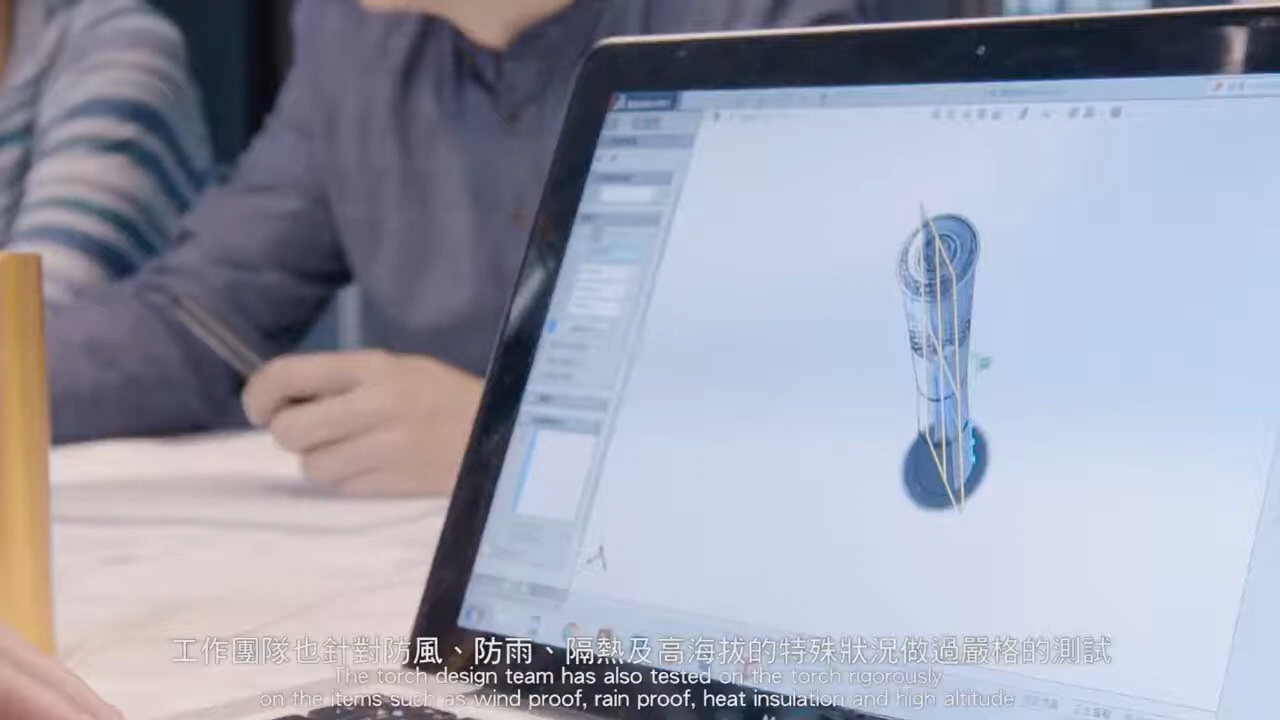 工作團隊也針對防風、防雨、隔熱及高海拔的特殊狀況做過嚴格的測試
The torch design team has also tested on the torch rigorously
on the items such as wind proof, rain proof, heat insulation and high altitude